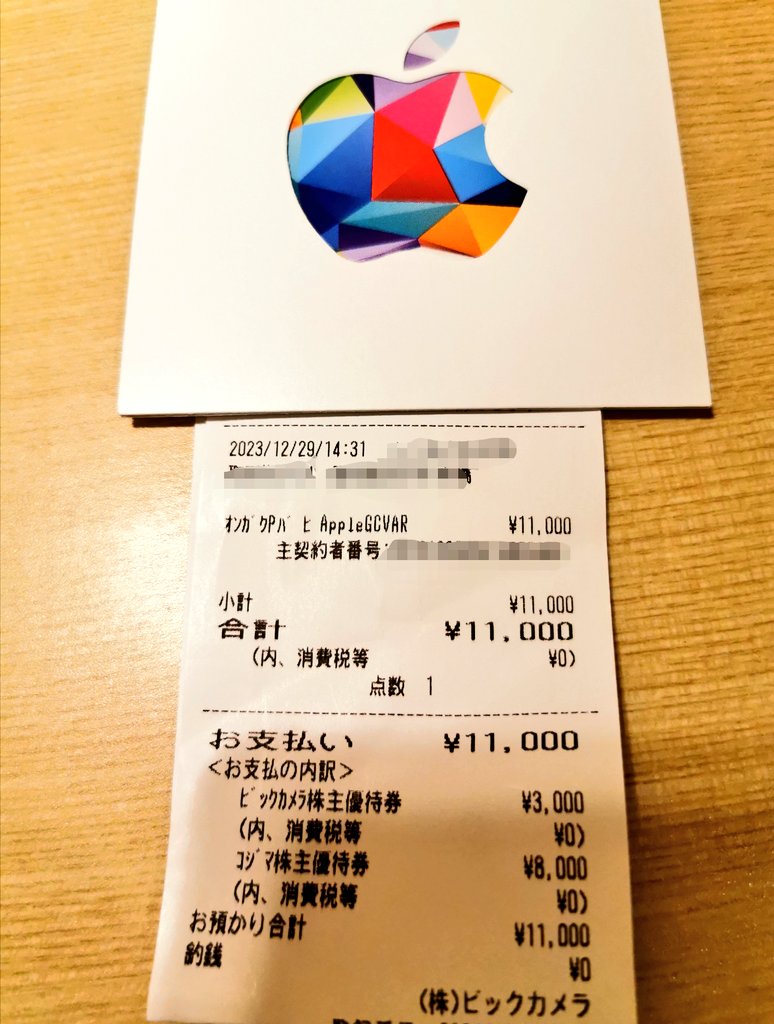 2023/12/29/14:31
ｵﾝｶﾞｸPﾊﾞ ﾋ AppleGCVAR ¥11,000
主契約者番号:
小計 ¥11,000
合計 ¥11,000
(内、消費税等 ¥0)
点数 1
お支払い ¥11,000
<お支払の内訳>
ﾋﾞｯｸｶﾒﾗ株主優待券 ¥3,000
(内、消費税等 ¥0)
ｺｼﾞﾏ株主優待券 ¥8,000
(内、消費税等 ¥0)
お預かり合計 ¥11,000
釣銭 ¥0
(株)ビックカメラ